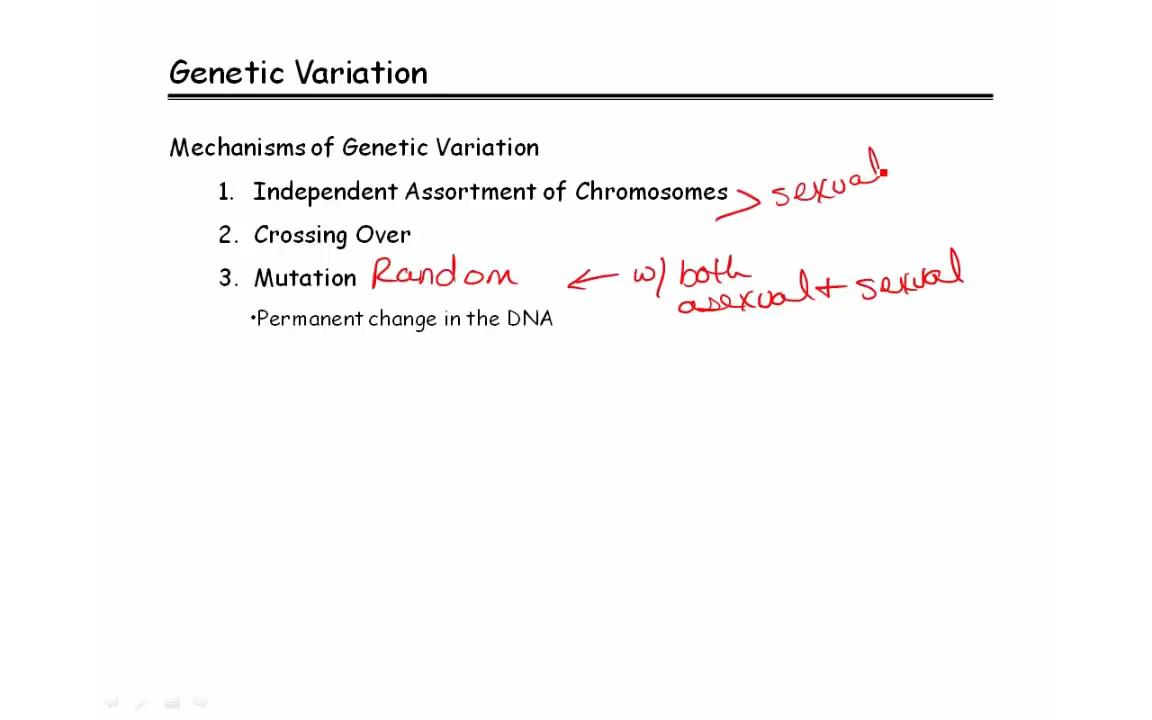 Genetic Variation
Mechanisms of Genetic Variation
1. Independent Assortment of Chromosomes > sexual
2. Crossing Over
3. Mutation Random ← w/ both
asexual + sexual
•Permanent change in the DNA